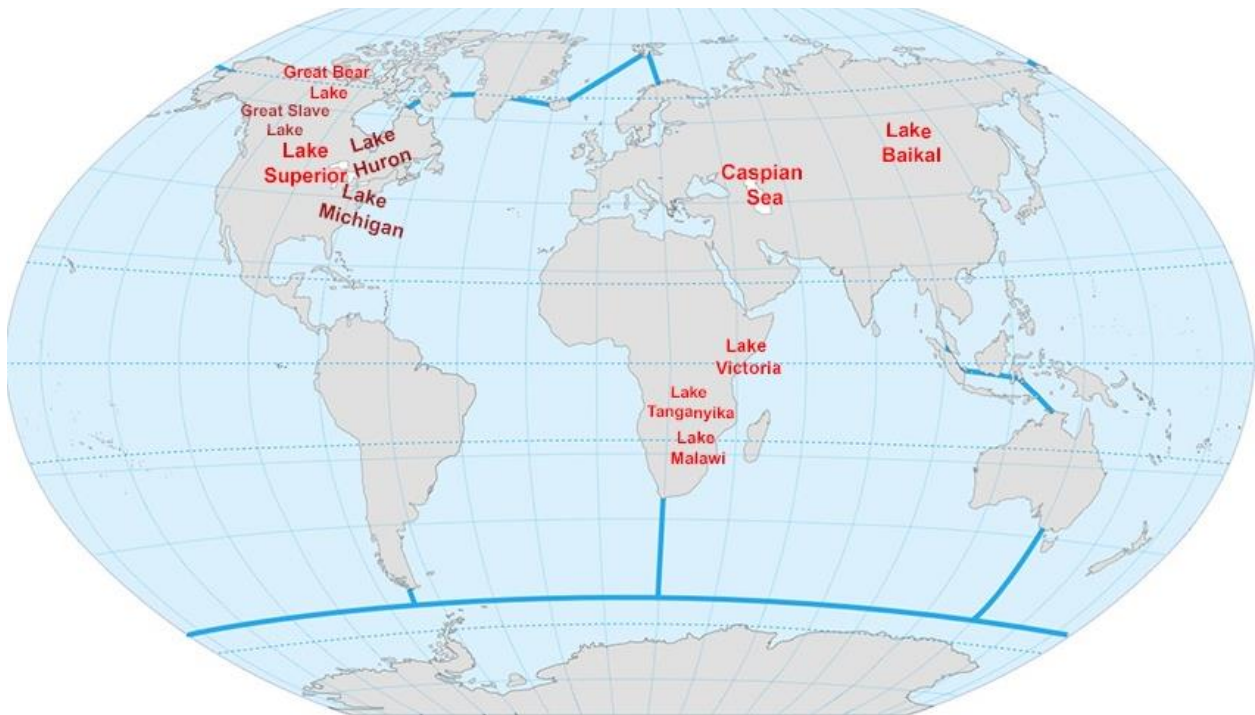 Great Bear
Lake
Great Slave
Lake
Lake
Superior
Lake
Huron
Lake
Michigan
Caspian
Sea
Lake
Baikal
Lake
Victoria
Lake
Tanganyika
Lake
Malawi